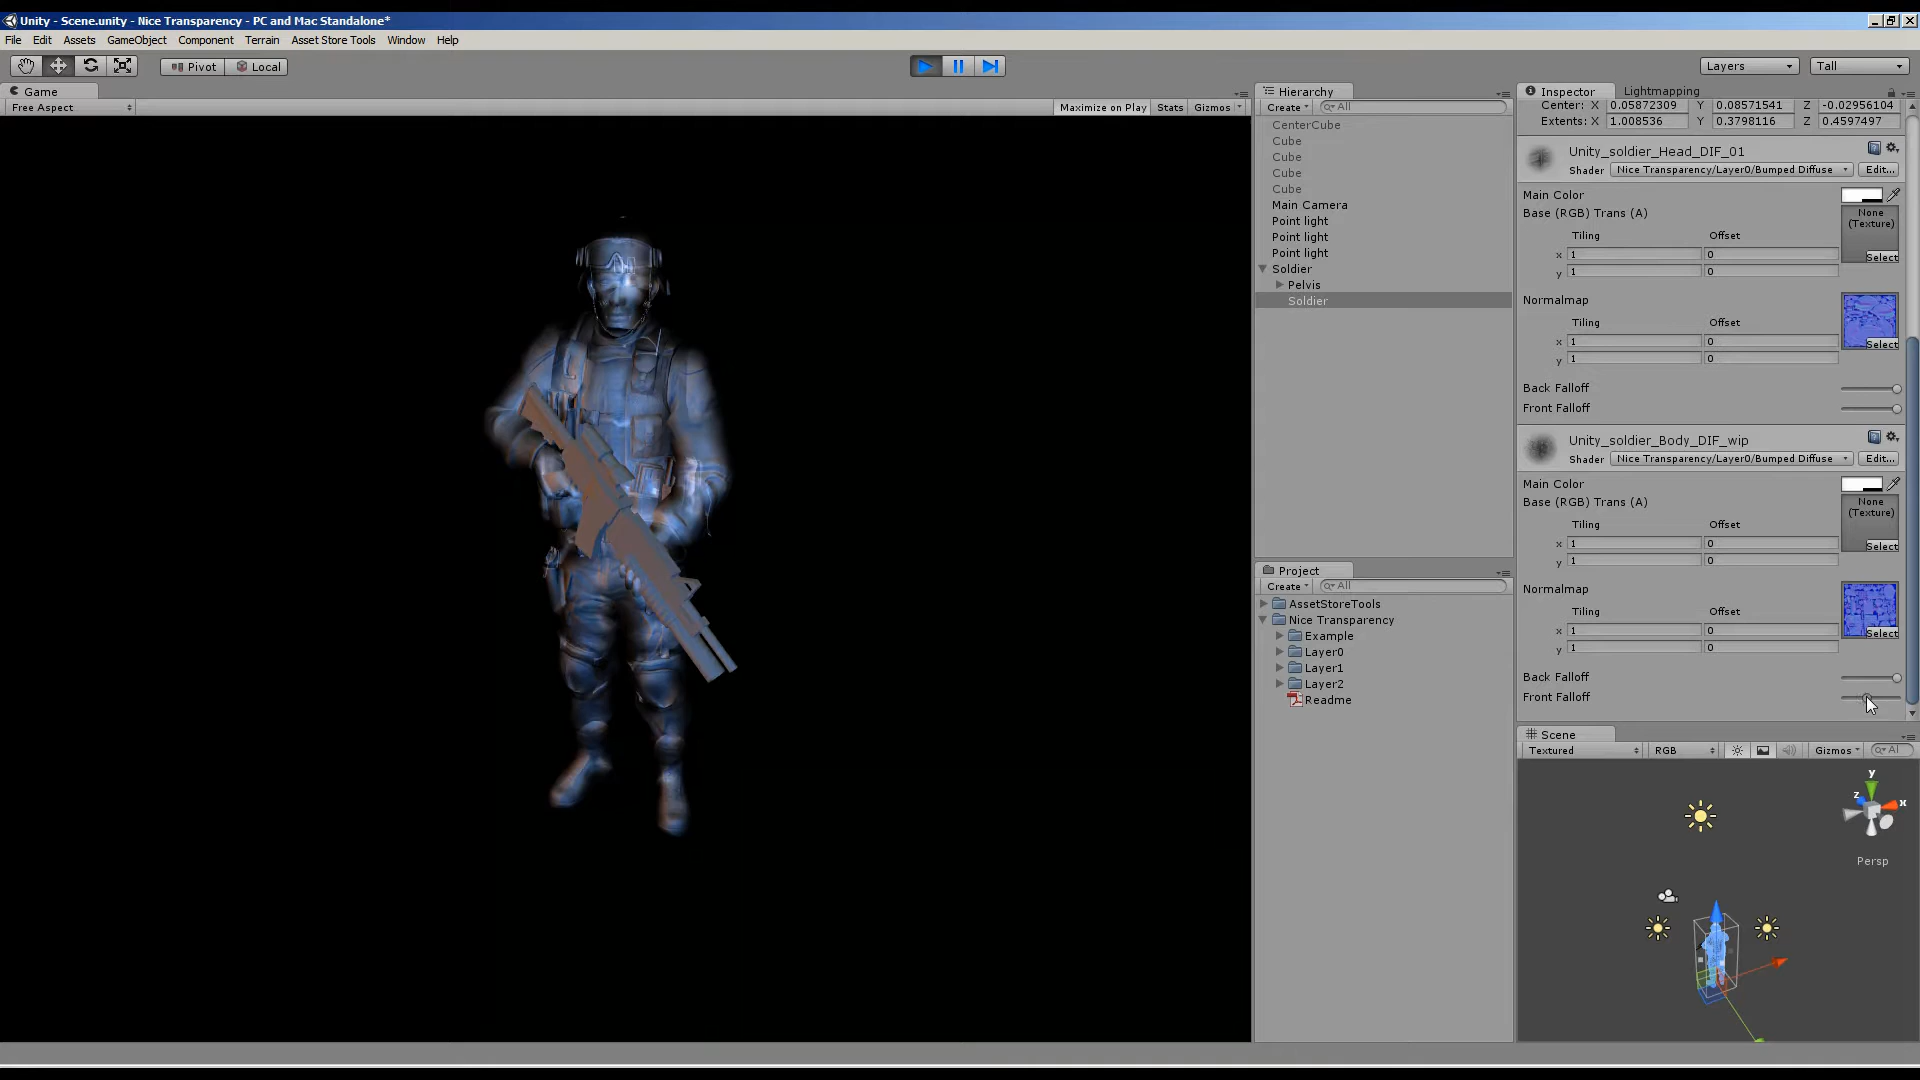 Unity - Scene.unity - Nice Transparency - PC and Mac Standalone*
File Edit Assets GameObject Component Terrain Asset Store Tools Window Help
Pivot Local Layers Tall
Game
Free Aspect Maximize on Play Stats Gizmos
Hierarchy
Create All
CenterCube
Cube
Cube
Cube
Cube
Main Camera
Point light
Point light
Point light
Soldier
Pelvis
Soldier
Project
Create All
AssetStoreTools
Nice Transparency
Example
Layer0
Layer1
Layer2
Readme
Inspector Lightmapping
Center: X 0.05872309 Y 0.08571541 Z -0.02956104
Extents: X 1.008536 Y 0.3798116 Z 0.4597497
Unity_soldier_Head_DIF_01
Shader Nice Transparency/Layer0/Bumped Diffuse Edit...
Main Color
Base (RGB) Trans (A)
None
(Texture)
Tiling Offset
x 1 0
y 1 0
Select
Normalmap
Tiling Offset
x 1 0
y 1 0
Select
Back Falloff
Front Falloff
Unity_soldier_Body_DIF_wip
Shader Nice Transparency/Layer0/Bumped Diffuse Edit...
Main Color
Base (RGB) Trans (A)
None
(Texture)
Tiling Offset
x 1 0
y 1 0
Select
Normalmap
Tiling Offset
x 1 0
y 1 0
Select
Back Falloff
Front Falloff
Scene
Textured RGB Gizmos Al
y
z x
Persp